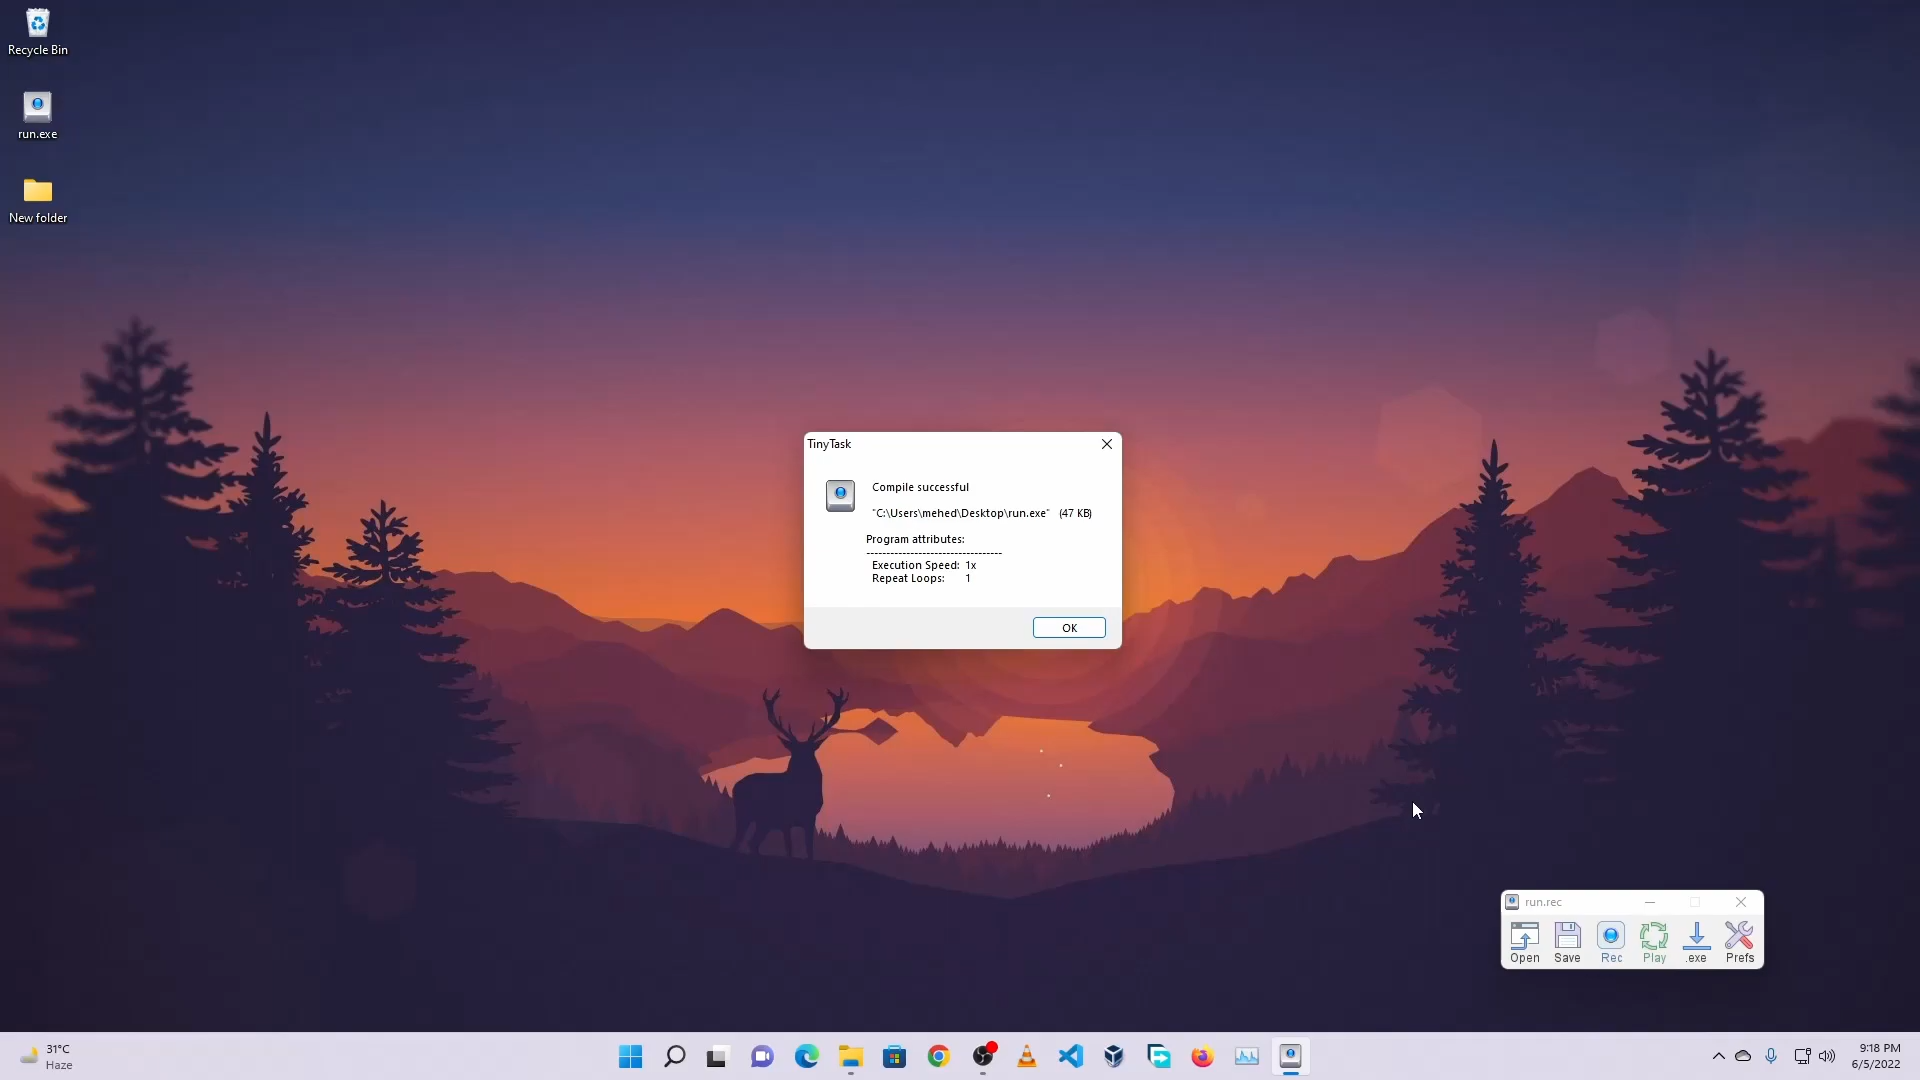 Recycle Bin
run.exe
New folder
TinyTask
Compile successful
"C:\Users\mehed\Desktop\run.exe" (47 KB)
Program attributes:
----------------------------------
Execution Speed: 1x
Repeat Loops: 1
OK
run.rec
Open Save Rec Play .exe Prefs
31°C
Haze
9:18 PM
6/5/2022